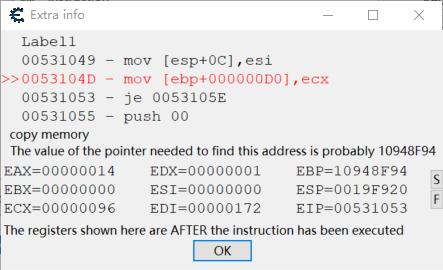 Extra info
Label1
00531049 - mov [esp+0C],esi
>>0053104D - mov [ebp+000000D0],ecx
00531053 - je 0053105E
00531055 - push 00
copy memory
The value of the pointer needed to find this address is probably 10948F94
EAX=00000014 EDX=00000001 EBP=10948F94
EBX=00000000 ESI=00000000 ESP=0019F920
S
ECX=00000096 EDI=00000172 EIP=00531053
F
The registers shown here are AFTER the instruction has been executed
OK